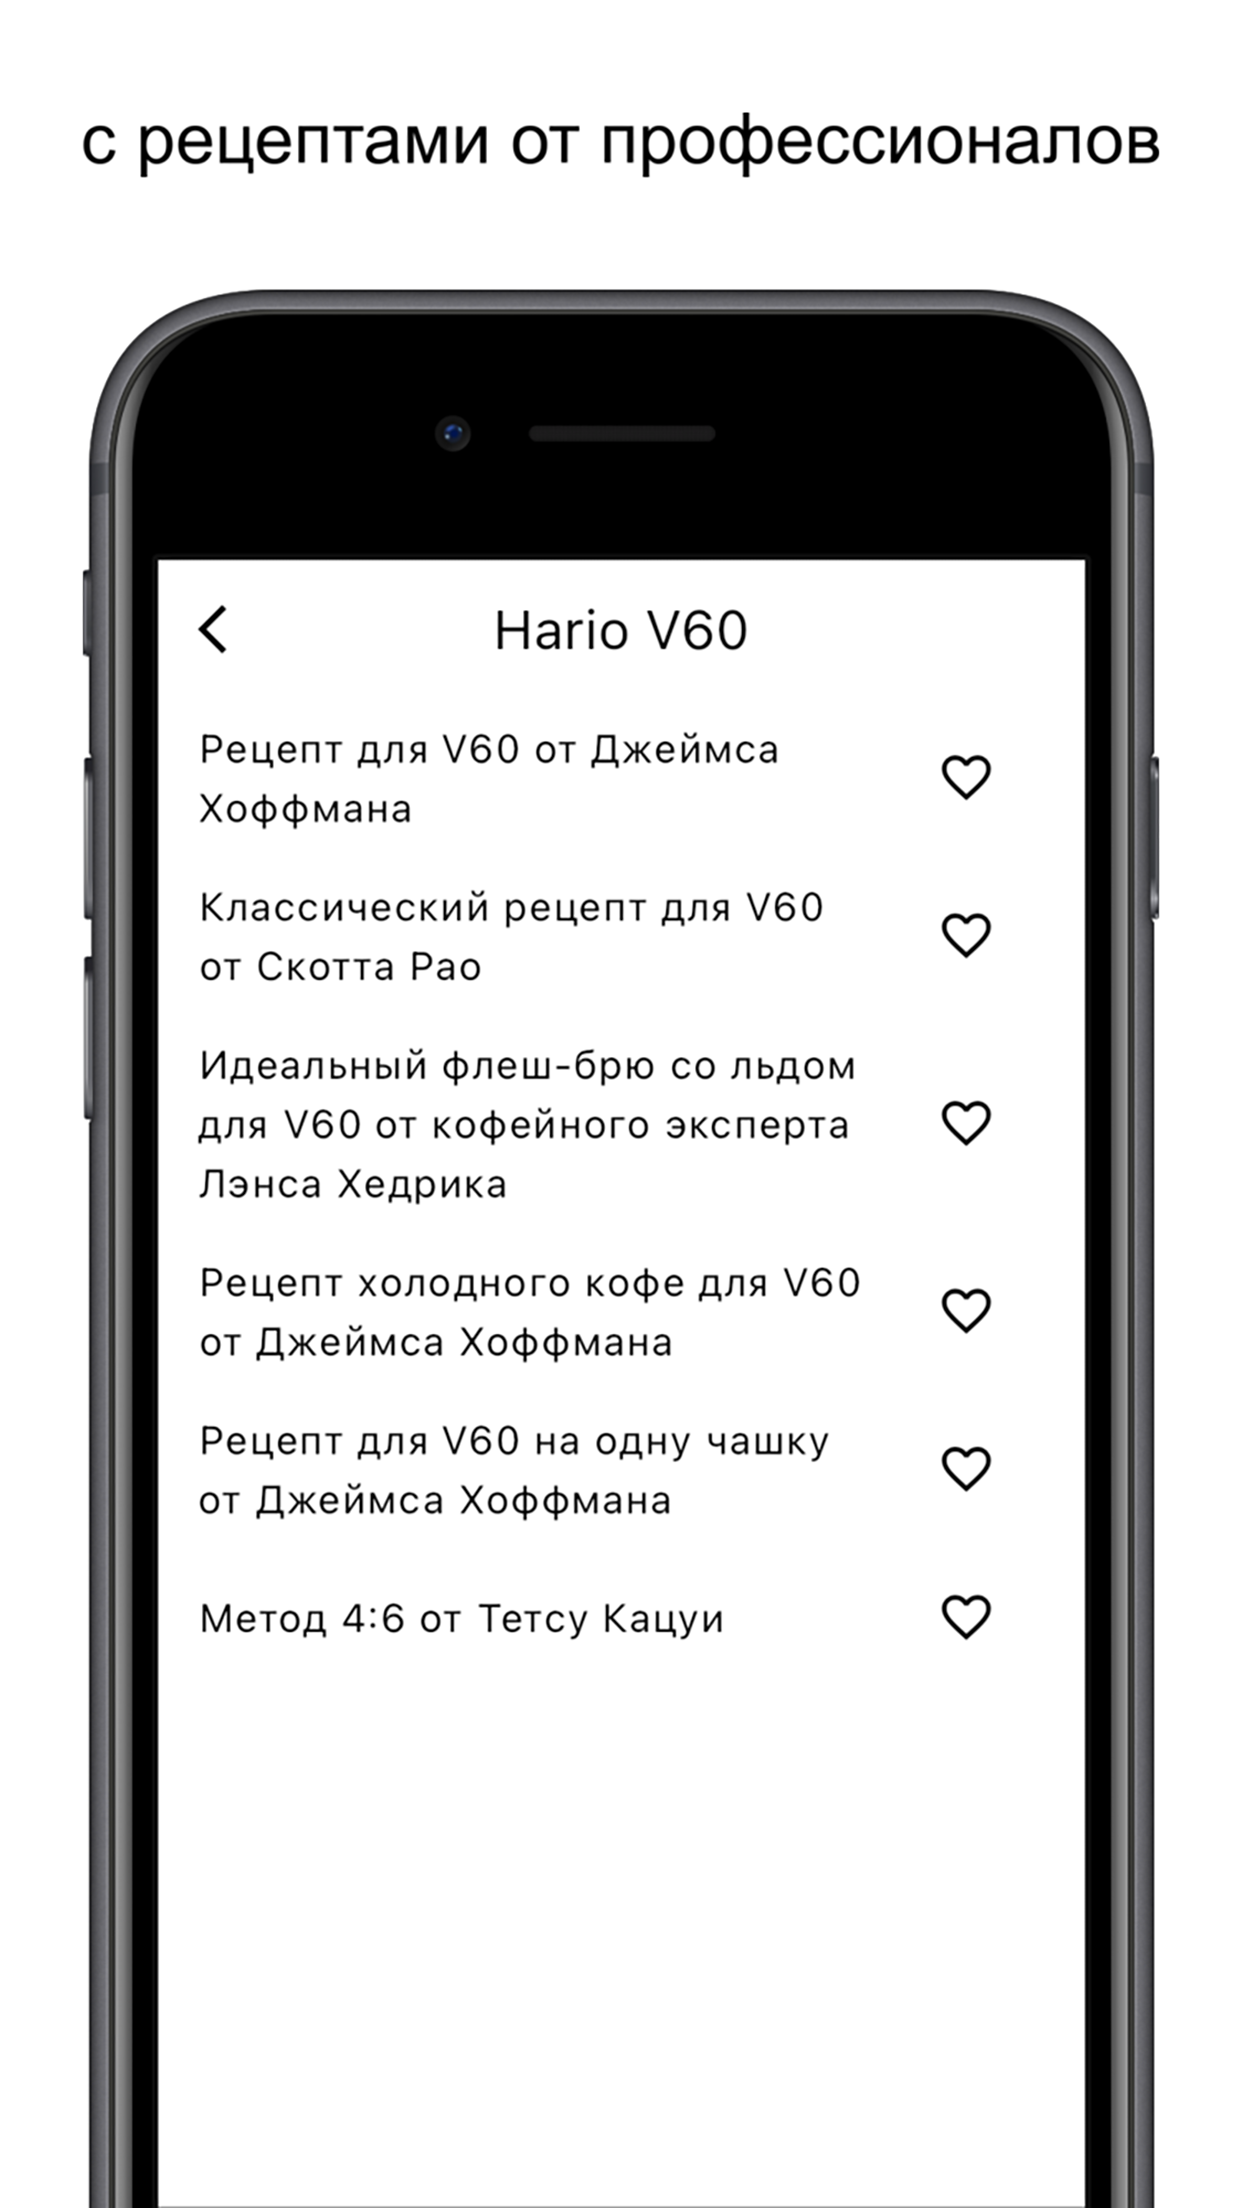 с рецептами от профессионалов
Hario V60
Рецепт для V60 от Джеймса
Хоффмана
Классический рецепт для V60
от Скотта Рао
Идеальный флеш-брю со льдом
для V60 от кофейного эксперта
Лэнса Хедрика
Рецепт холодного кофе для V60
от Джеймса Хоффмана
Рецепт для V60 на одну чашку
от Джеймса Хоффмана
Метод 4:6 от Тетсу Кацуи